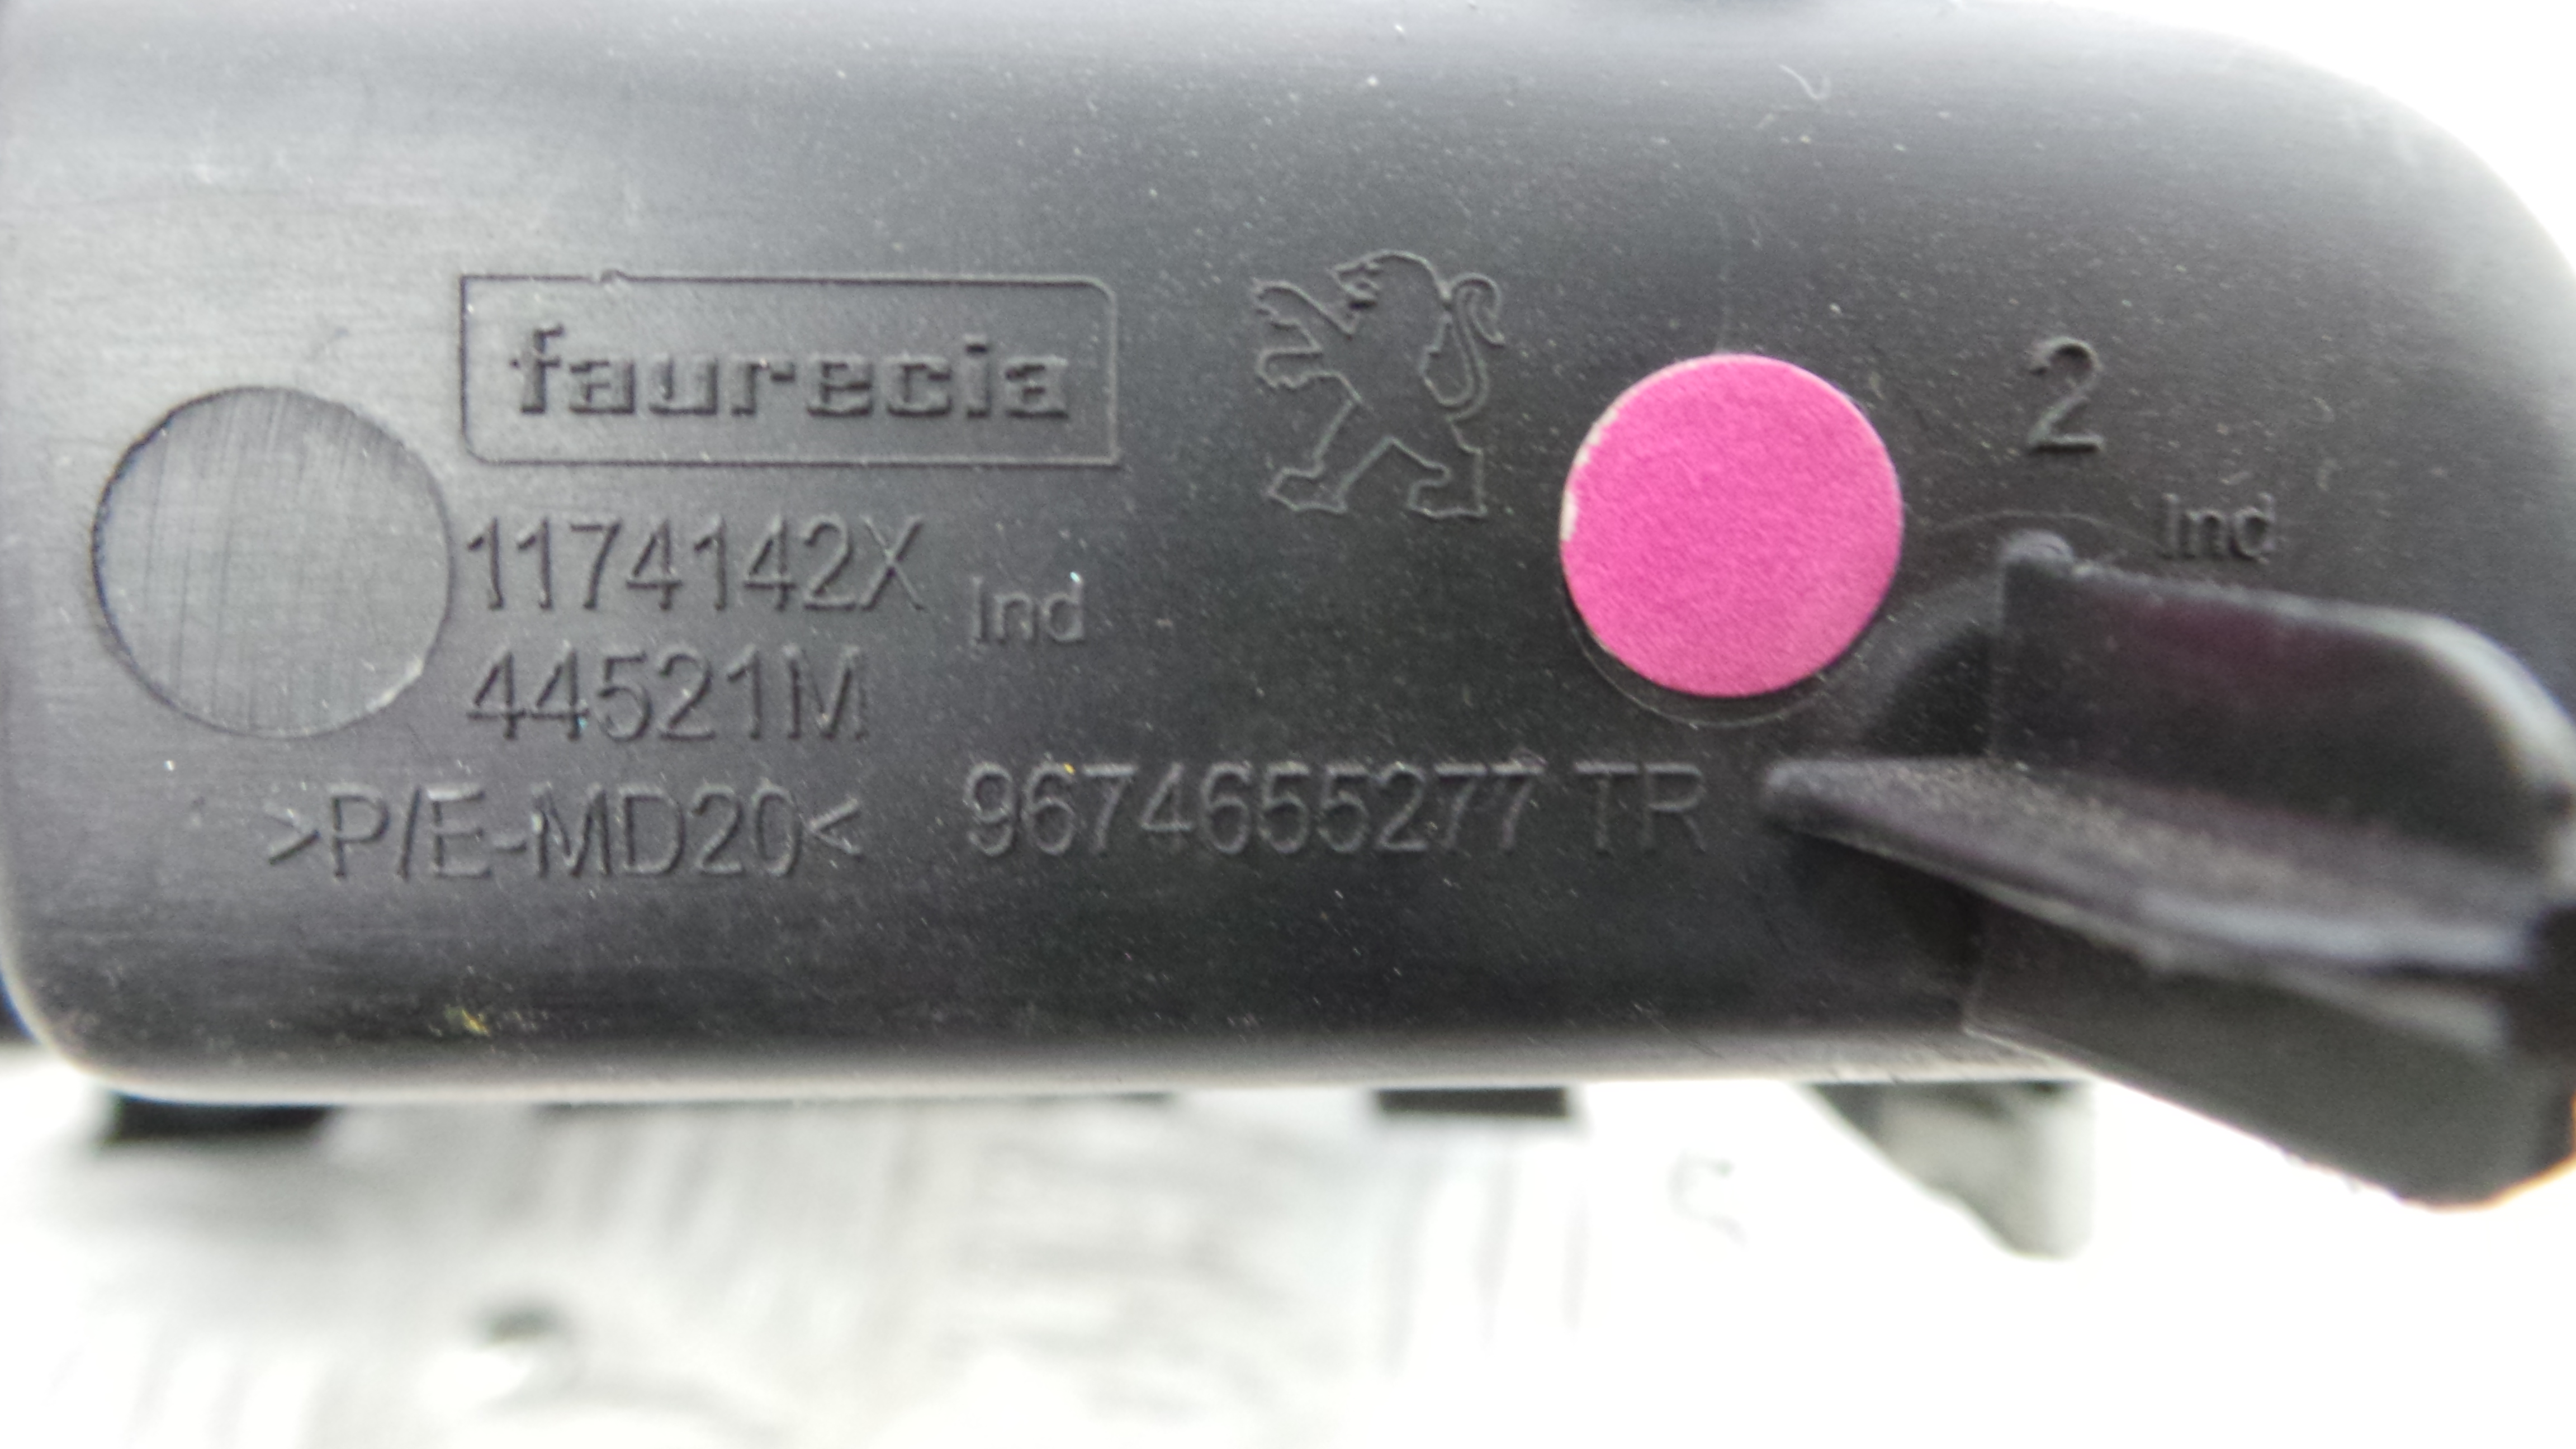 faurecia
2
Ind
1174142X
Ind
44521M
>P/E-MD20<
9674655277 TR